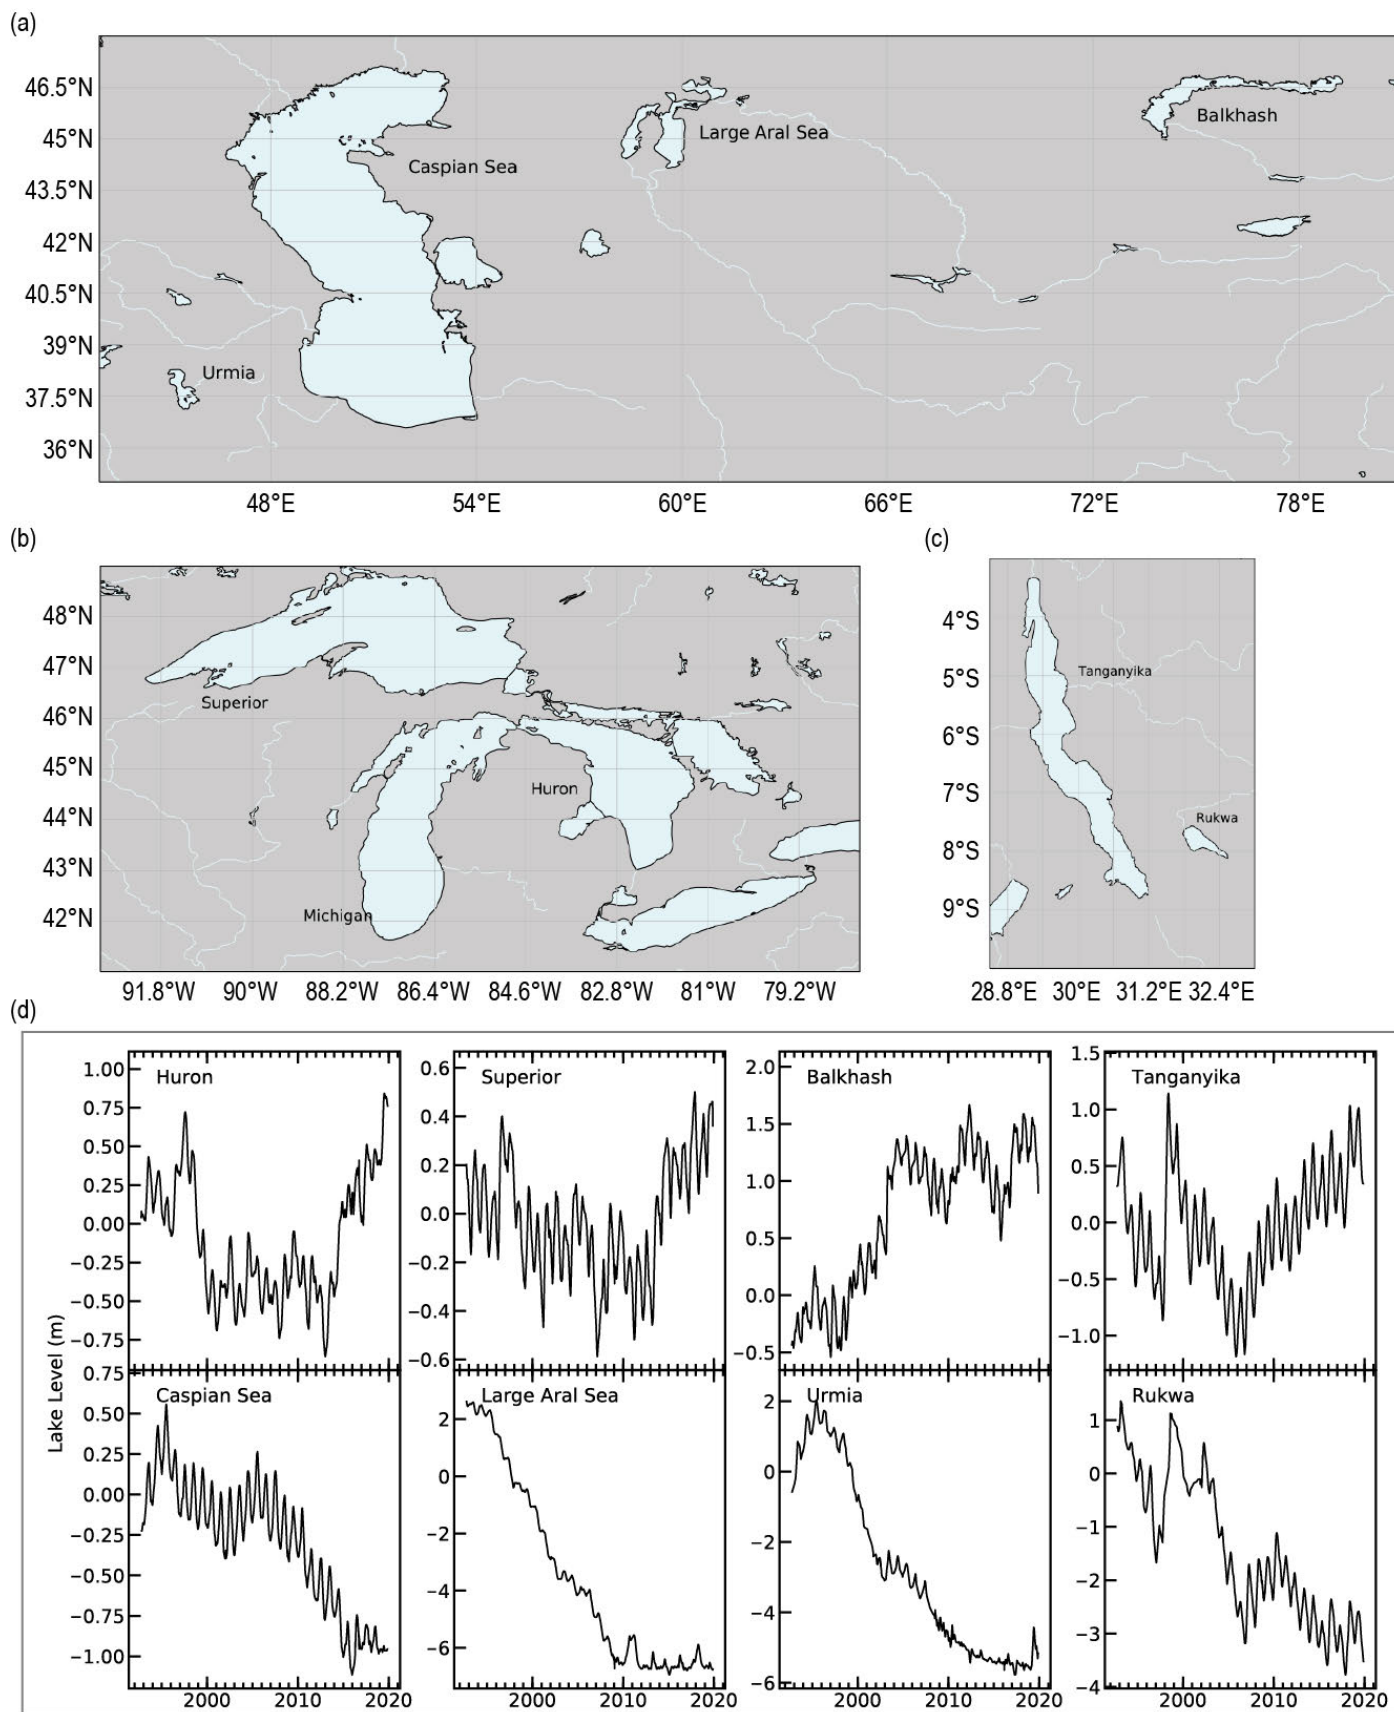 (a)
46.5°N
45°N
43.5°N
42°N
40.5°N
39°N
37.5°N
36°N
Balkhash
Large Aral Sea
Caspian Sea
Urmia
48°E 54°E 60°E 66°E 72°E 78°E
(b)
48°N
47°N
46°N
45°N
44°N
43°N
42°N
Superior
Huron
Michigan
91.8°W 90°W 88.2°W 86.4°W 84.6°W 82.8°W 81°W 79.2°W
(c)
4°S
5°S
6°S
7°S
8°S
9°S
Tanganyika
Rukwa
28.8°E 30°E 31.2°E 32.4°E
(d)
Lake Level (m)
Huron
1.00
0.75
0.50
0.25
0.00
−0.25
−0.50
−0.75
Superior
0.6
0.4
0.2
0.0
−0.2
−0.4
−0.6
Balkhash
2.0
1.5
1.0
0.5
0.0
−0.5
Tanganyika
1.5
1.0
0.5
0.0
−0.5
−1.0
Caspian Sea
0.75
0.50
0.25
0.00
−0.25
−0.50
−0.75
−1.00
2000 2010 2020
Large Aral Sea
2
0
−2
−4
−6
2000 2010 2020
Urmia
2
0
−2
−4
−6
2000 2010 2020
Rukwa
1
0
−1
−2
−3
−4
2000 2010 2020